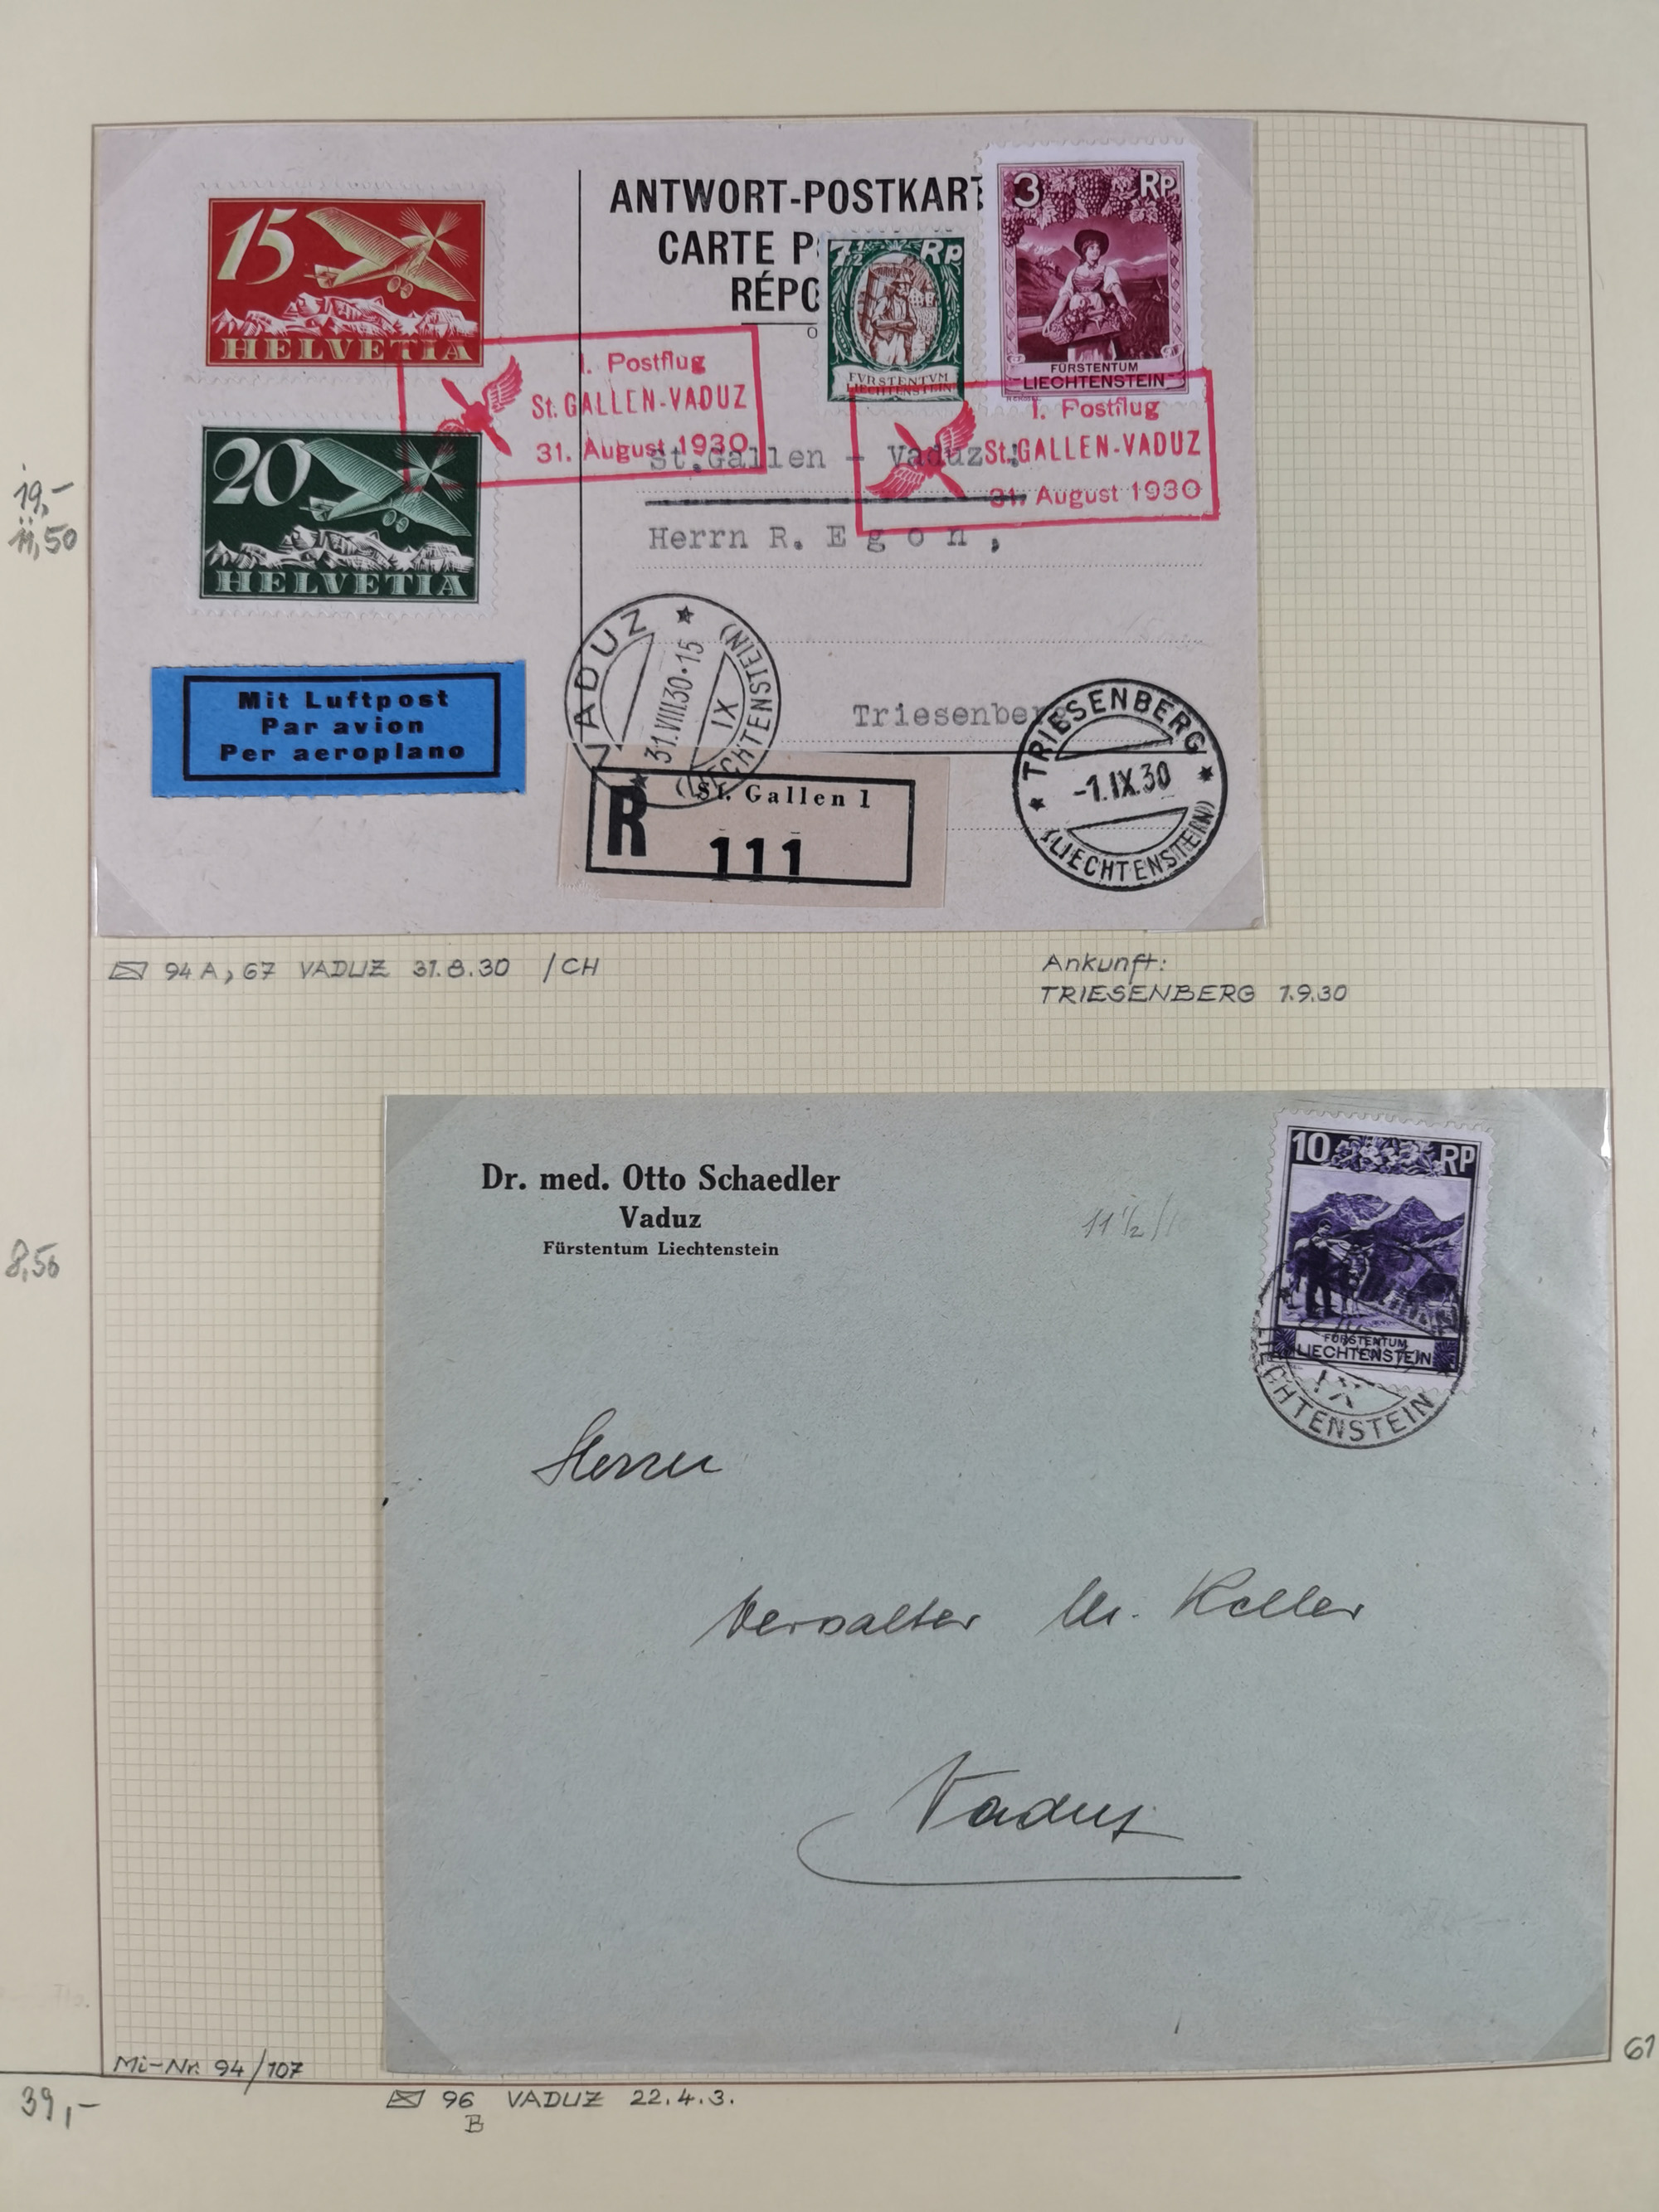 ANTWORT-POSTKART
CARTE P
RÉPO
15
HELVETIA
20
HELVETIA
7½ Rp
FVRSTENTVM
LIECHTENSTEIN
3 Rp
FÜRSTENTUM
LIECHTENSTEIN
1. Postflug
St. GALLEN-VADUZ
31. August 1930
1. Postflug
St. GALLEN-VADUZ
31. August 1930
St.Gallen - Vaduz
Herrn R. E g o n ,
Triesenberg
Mit Luftpost
Par avion
Per aeroplano
VADUZ
31.VIII.30.15
IX
(LIECHTENSTEIN)
R St. Gallen 1
111
TRIESENBERG
-1.IX.30
(LIECHTENSTEIN)
19,-
11,50
94 A, 67 VADUZ 31.8.30 /CH
Ankunft:
TRIESENBERG 1.9.30
Dr. med. Otto Schaedler
Vaduz
Fürstentum Liechtenstein
11 ½ /
10 RP
FÜRSTENTUM
LIECHTENSTEIN
IX
LIECHTENSTEIN
8,50
Herrn
Verwalter Keller
Vaduz
61
Mi-Nr. 94/107
39,-
96 VADUZ 22.4.3.
B